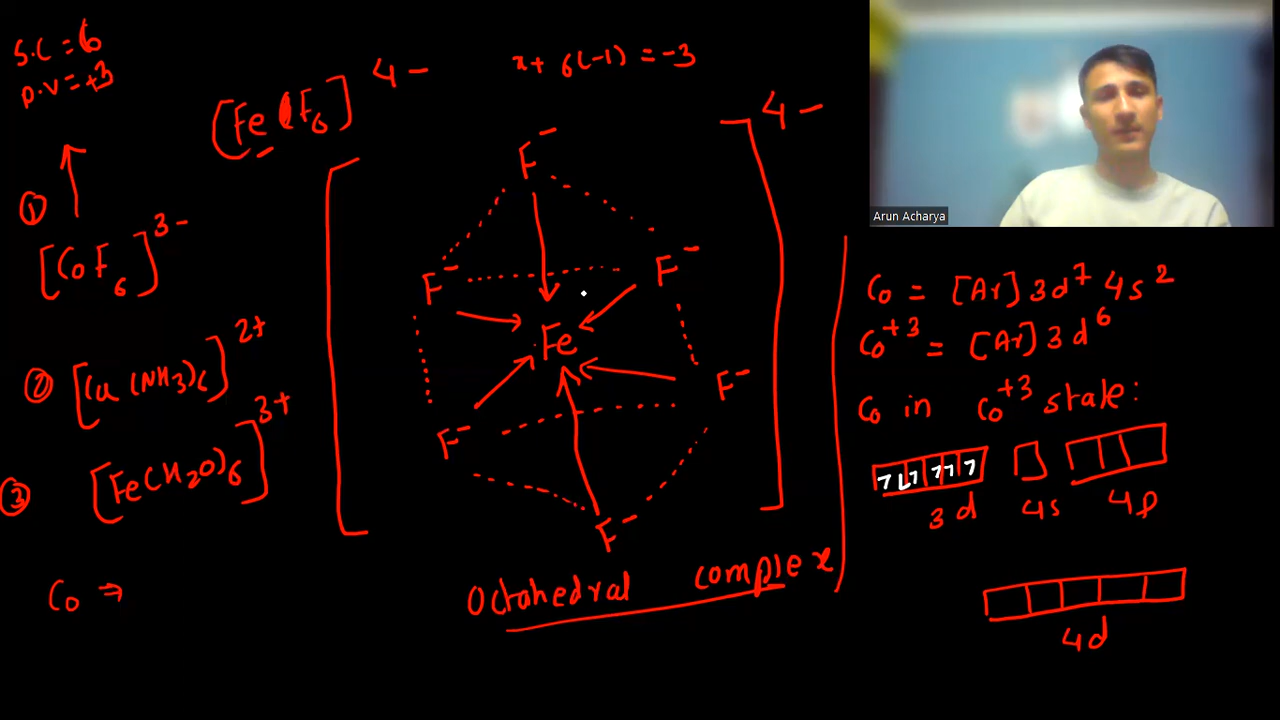 S.C = 6
P.V = +3
[Fe F6]4-
x + 6(-1) = -3
①
[CoF6]3-
② [Cu(NH3)6]2+
③ [Fe(H2O)6]3+
Co ⇒
4-
F-
F-
F-
Fe
F-
F-
F-
Octahedral complex
Arun Acharya
Co = [Ar] 3d7 4s2
Co+3 = [Ar] 3d6
Co in Co+3 state:
3d 4s 4p
4d